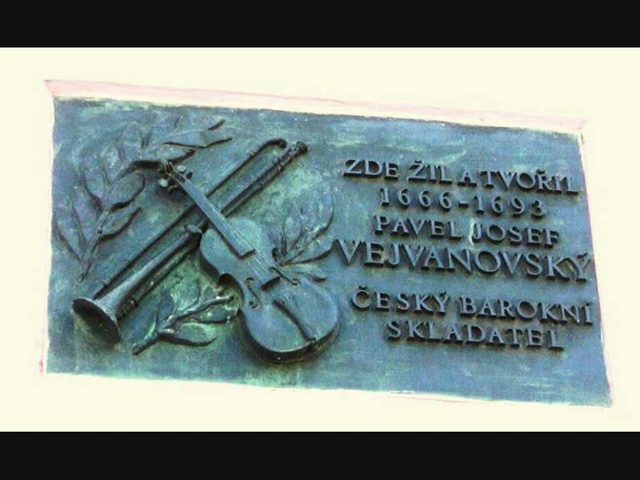 ZDE ŽIL A TVOŘIL
1666-1693
PAVEL JOSEF
VEJVANOVSKÝ
ČESKÝ BAROKNÍ
SKLADATEL